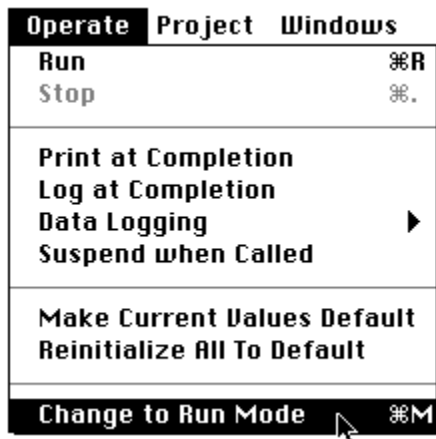 Operate Project Windows
Run ⌘R
Stop ⌘.
Print at Completion
Log at Completion
Data Logging ▶
Suspend when Called
Make Current Values Default
Reinitialize All To Default
Change to Run Mode ⌘M